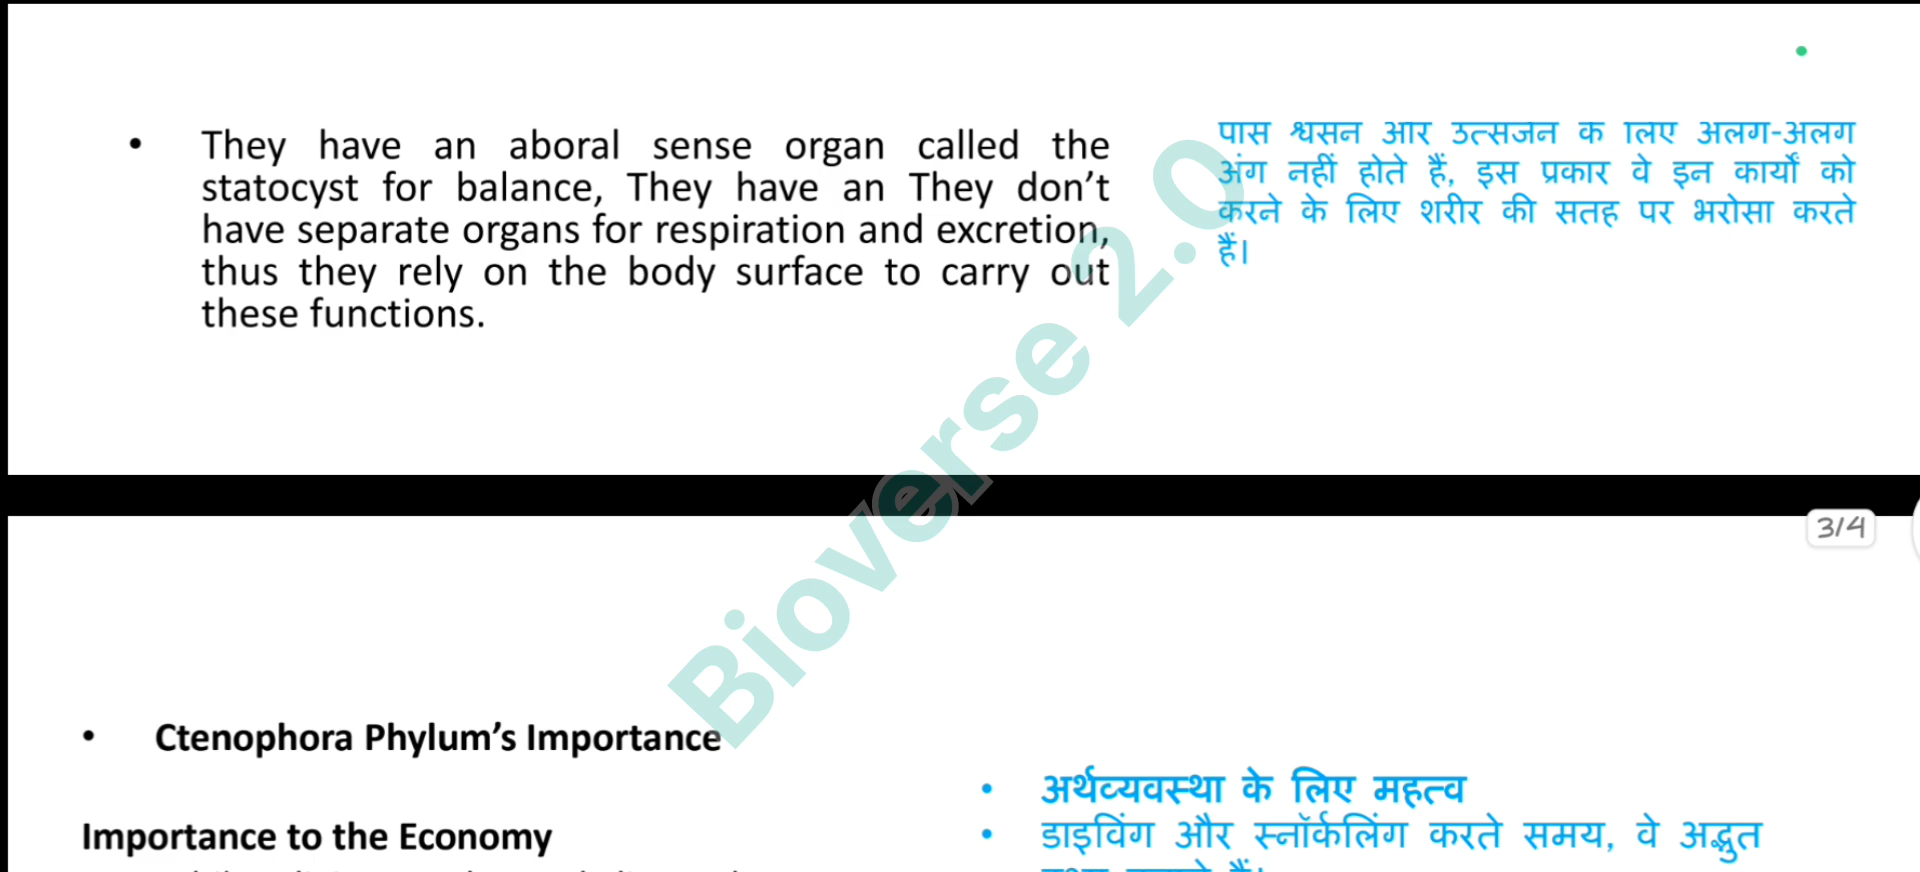 • They have an aboral sense organ called the
statocyst for balance, They have an They don’t
have separate organs for respiration and excretion,
thus they rely on the body surface to carry out
these functions.
पास श्वसन और उत्सर्जन के लिए अलग-अलग
अंग नहीं होते हैं, इस प्रकार वे इन कार्यों को
करने के लिए शरीर की सतह पर भरोसा करते
हैं।
Bioverse 2.0
3/4
• Ctenophora Phylum’s Importance
Importance to the Economy
• अर्थव्यवस्था के लिए महत्व
• डाइविंग और स्नॉर्कलिंग करते समय, वे अद्भुत